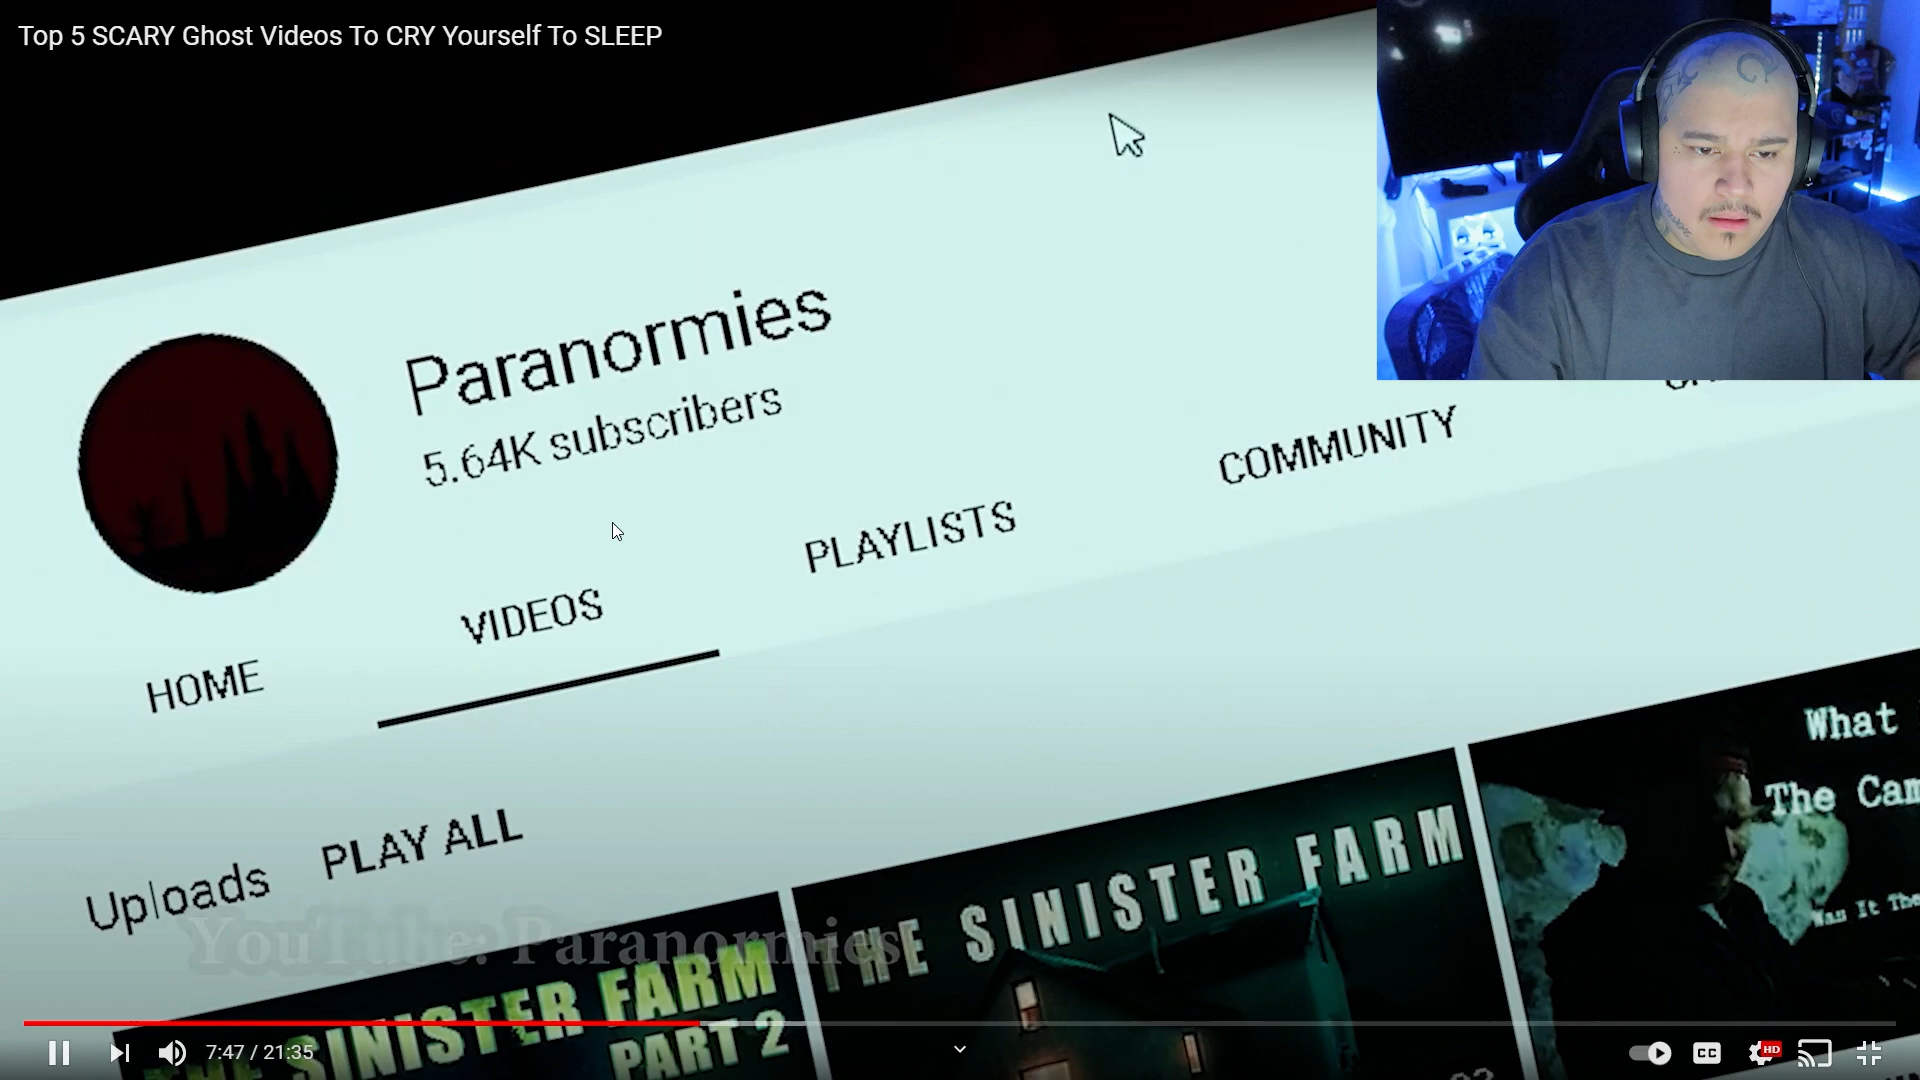 Top 5 SCARY Ghost Videos To CRY Yourself To SLEEP
Paranormies
5.64K subscribers
HOME
VIDEOS
PLAYLISTS
COMMUNITY
Uploads
PLAY ALL
YouTube: Paranormies
SINISTER FARM
PART 2
THE SINISTER FARM
What
The Cam
Was It The
7:47 / 21:35
CC
HD